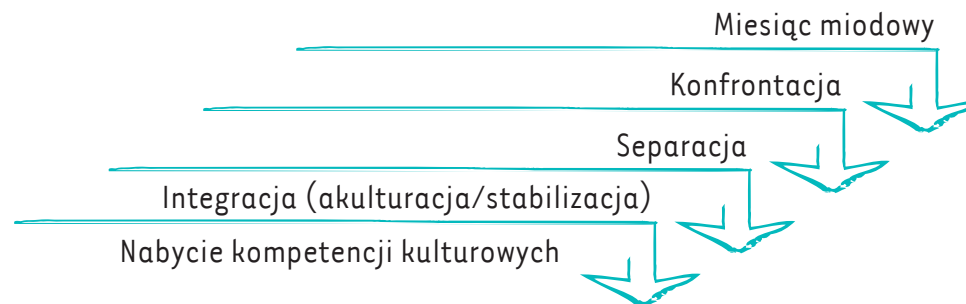 Miesiąc miodowy
Konfrontacja
Separacja
Integracja (akulturacja/stabilizacja)
Nabycie kompetencji kulturowych